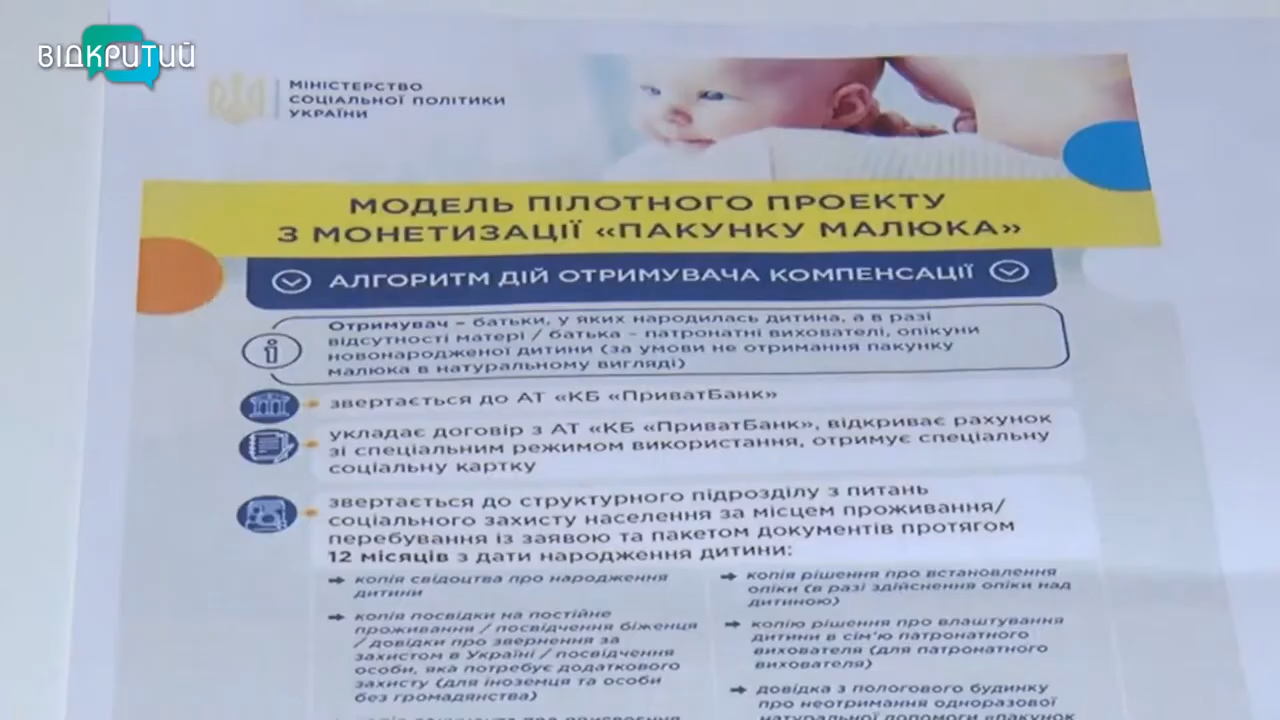 ВІДКРИТИЙ
МІНІСТЕРСТВО
СОЦІАЛЬНОЇ ПОЛІТИКИ
УКРАЇНИ
МОДЕЛЬ ПІЛОТНОГО ПРОЕКТУ
З МОНЕТИЗАЦІЇ «ПАКУНКУ МАЛЮКА»
АЛГОРИТМ ДІЙ ОТРИМУВАЧА КОМПЕНСАЦІЇ
Отримувач – батьки, у яких народилась дитина, а в разі
відсутності матері / батька – патронатні вихователі, опікуни
новонародженої дитини (за умови не отримання пакунку
малюка в натуральному вигляді)
звертається до АТ «КБ «ПриватБанк»
укладає договір з АТ «КБ «ПриватБанк», відкриває рахунок
зі спеціальним режимом використання, отримує спеціальну
соціальну картку
звертається до структурного підрозділу з питань
соціального захисту населення за місцем проживання/
перебування із заявою та пакетом документів протягом
12 місяців з дати народження дитини:
копія свідоцтва про народження
дитини
копія посвідки на постійне
проживання / посвідчення біженця
/ довідки про звернення за
захистом в Україні / посвідчення
особи, яка потребує додаткового
захисту (для іноземця та особи
без громадянства)
копія рішення про встановлення
опіки (в разі здійснення опіки над
дитиною)
копію рішення про влаштування
дитини в сім'ю патронатного
вихователя (для патронатного
вихователя)
довідка з пологового будинку
про неотримання одноразової
натуральної допомоги «пакунок